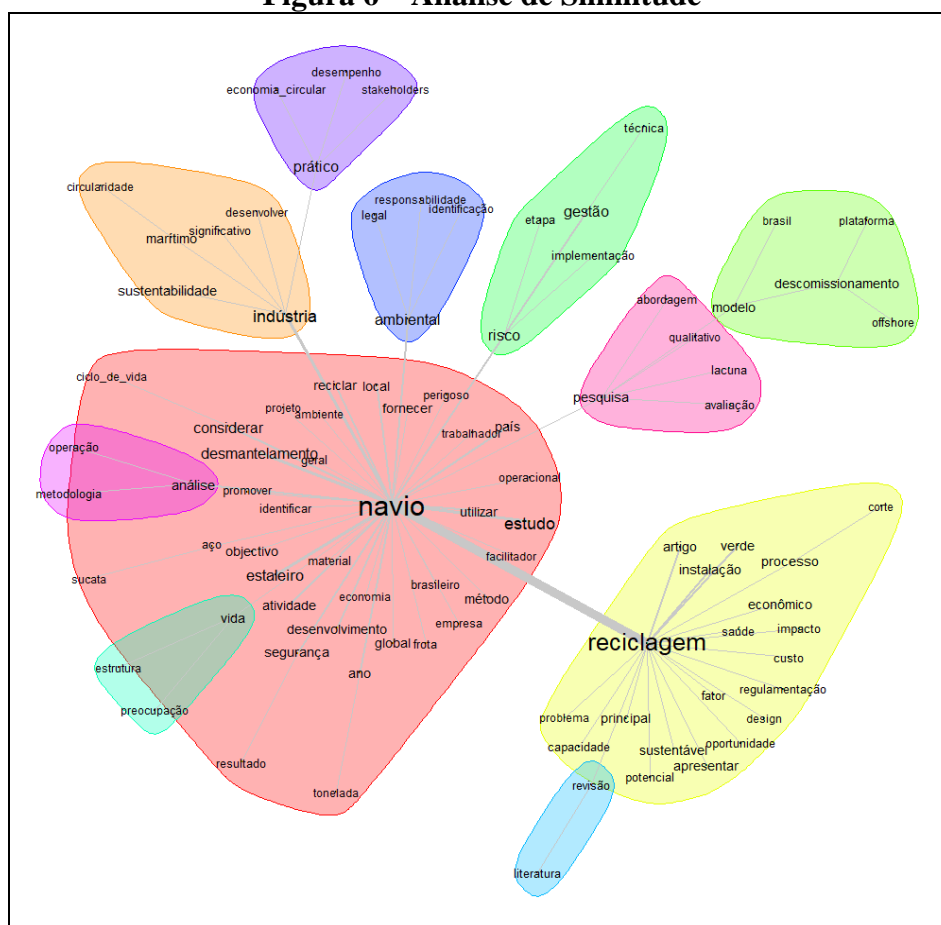 Figura 6 – Análise de Similitude
desempenho
economia_circular
stakeholders
prático
técnica
circularidade
responsabilidade
identificação
legal
desenvolver
significativo
marítimo
etapa
gestão
implementação
brasil
plataforma
sustentabilidade
indústria
ambiental
risco
descomissionamento
modelo
offshore
abordagem
qualitativo
lacuna
pesquisa
avaliação
ciclo_de_vida
reciclar
local
perigoso
projeto
ambiente
fornecer
considerar
trabalhador
país
operação
desmantelamento
geral
operacional
metodologia
análise
promover
identificar
navio
utilizar
estudo
corte
aço
objectivo
material
facilitador
artigo
verde
instalação
processo
sucata
estaleiro
brasileiro
economia
método
atividade
econômico
vida
desenvolvimento
empresa
saúde
impacto
segurança
global
frota
reciclagem
custo
estrutura
ano
regulamentação
fator
preocupação
problema
principal
design
capacidade
sustentável
oportunidade
apresentar
resultado
potencial
revisão
tonelada
literatura